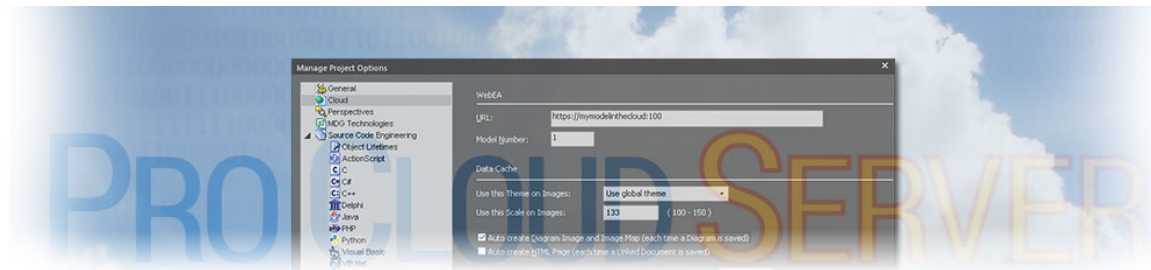 Manage Project Options
General
Cloud
Perspectives
MDG Technologies
Source Code Engineering
Object Lifetimes
ActionScript
C
C#
C++
Delphi
Java
PHP
Python
Visual Basic
VB.Net
WebEA
URL: https://mymodelinthecloud:100
Model Number: 1
Data Cache
Use this Theme on Images: Use global theme
Use this Scale on Images: 133 ( 100 - 150 )
Auto create Diagram Image and Image Map (each time a Diagram is saved)
Auto create HTML Page (each time a Linked Document is saved)
PRO CLOUD SERVER